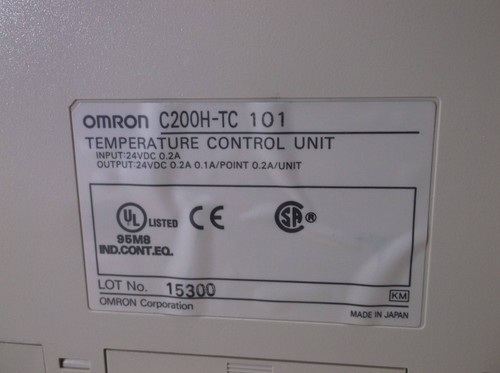 OMRON C200H-TC 101
TEMPERATURE CONTROL UNIT
INPUT:24VDC 0.2A
OUTPUT:24VDC 0.2A 0.1A/POINT 0.2A/UNIT
UL LISTED CE SA ®
95M8
IND.CONT.EQ.
LOT No. 15300
KM
OMRON Corporation
MADE IN JAPAN